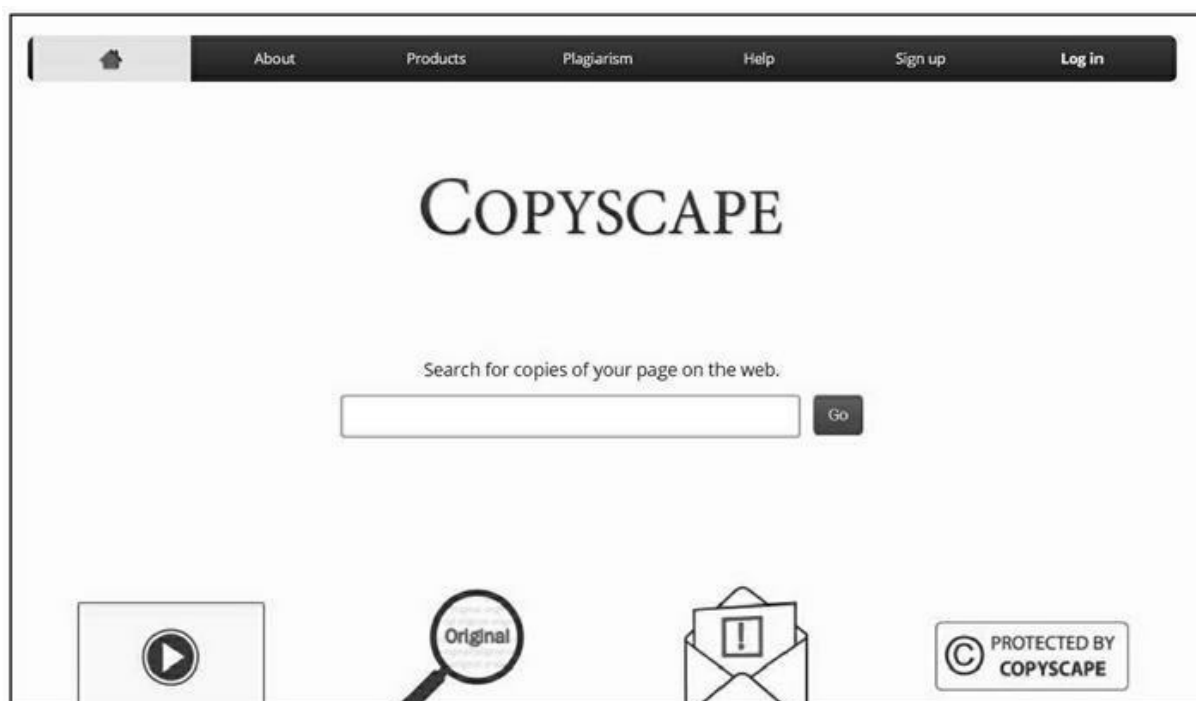 About Products Plagiarism Help Sign up Log in
COPYSCAPE
Search for copies of your page on the web.
Go
Original
!
© PROTECTED BY
COPYSCAPE